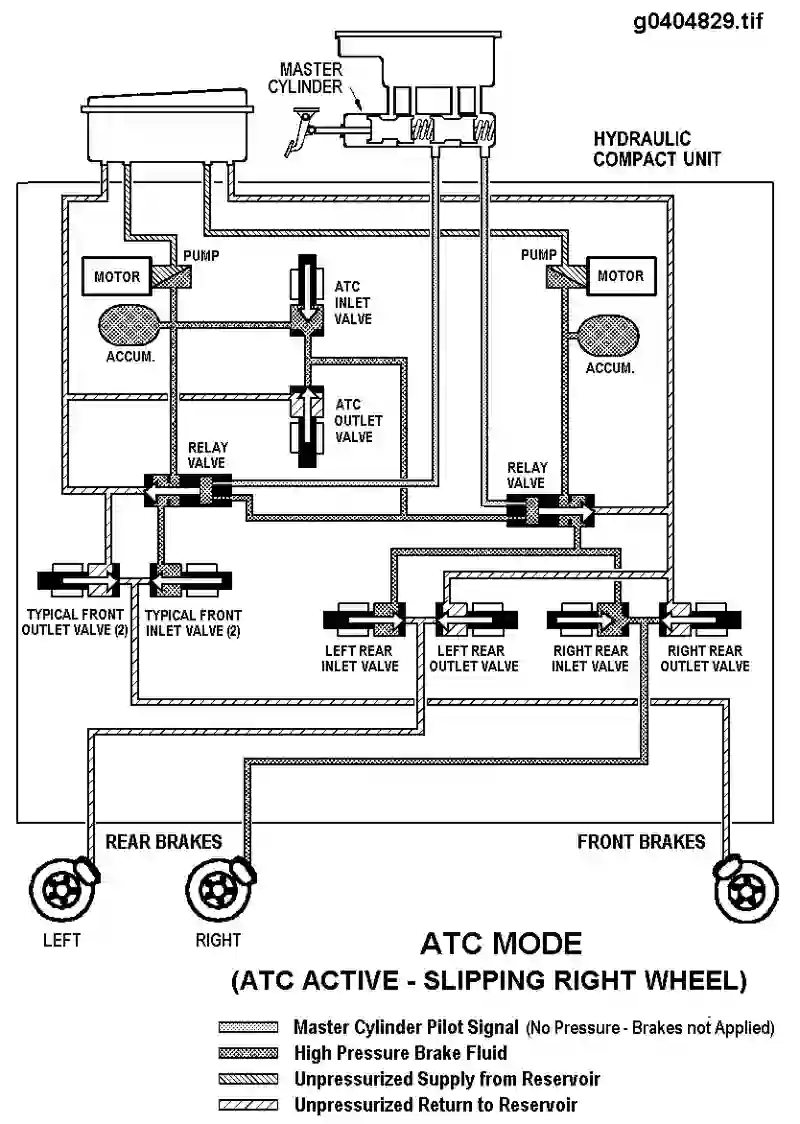 g0404829.tif
MASTER
CYLINDER
HYDRAULIC
COMPACT UNIT
MOTOR
PUMP
ATC
INLET
VALVE
PUMP
MOTOR
ACCUM.
ACCUM.
ATC
OUTLET
VALVE
RELAY
VALVE
RELAY
VALVE
TYPICAL FRONT
OUTLET VALVE (2)
TYPICAL FRONT
INLET VALVE (2)
LEFT REAR
INLET VALVE
LEFT REAR
OUTLET VALVE
RIGHT REAR
INLET VALVE
RIGHT REAR
OUTLET VALVE
REAR BRAKES
FRONT BRAKES
LEFT
RIGHT
ATC MODE
(ATC ACTIVE - SLIPPING RIGHT WHEEL)
Master Cylinder Pilot Signal (No Pressure - Brakes not Applied)
High Pressure Brake Fluid
Unpressurized Supply from Reservoir
Unpressurized Return to Reservoir